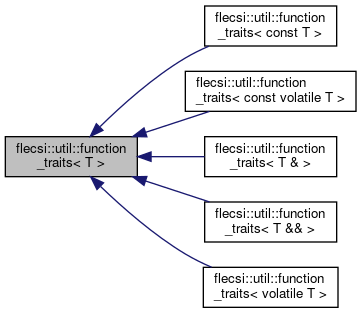 flecsi::util::function
_traits< const T >
flecsi::util::function
_traits< const volatile T >
flecsi::util::function
_traits< T >
flecsi::util::function
_traits< T & >
flecsi::util::function
_traits< T && >
flecsi::util::function
_traits< volatile T >